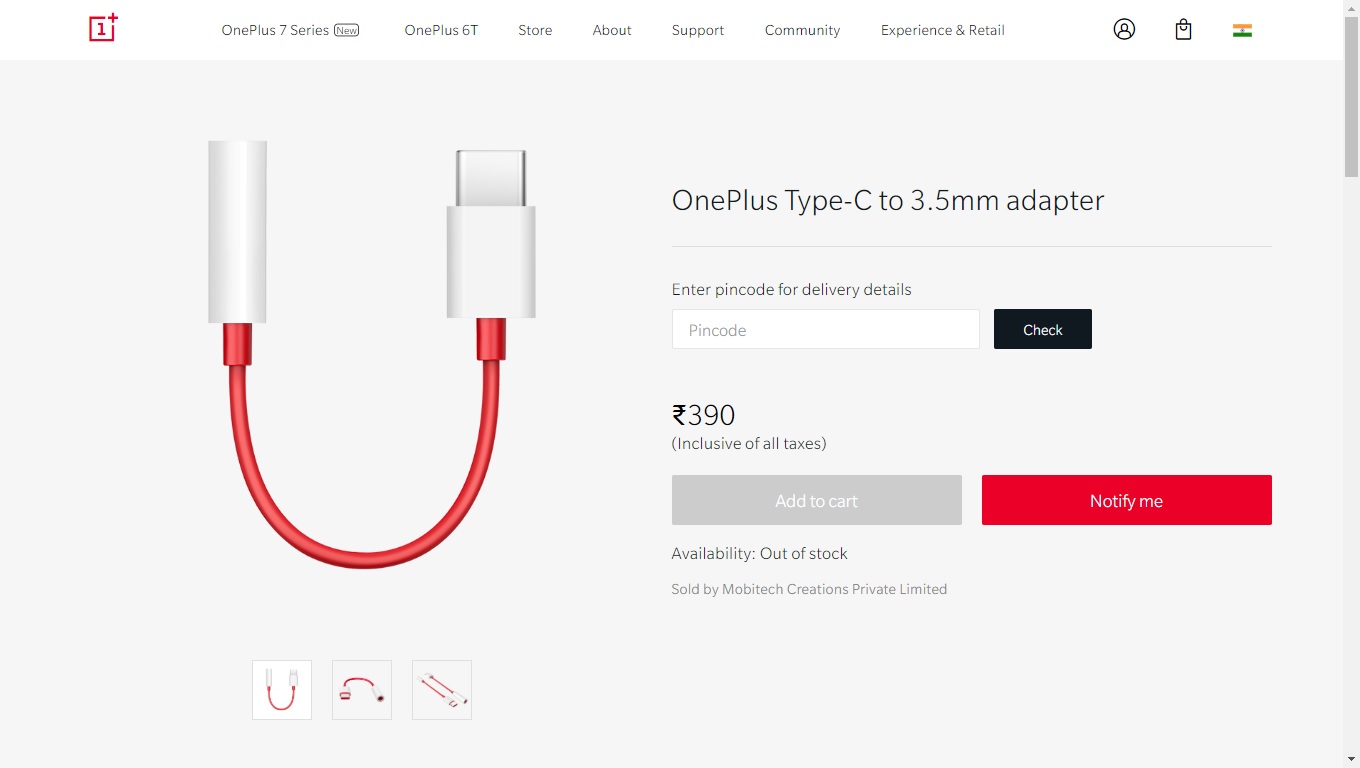 OnePlus 7 Series New
OnePlus 6T
Store
About
Support
Community
Experience & Retail
OnePlus Type-C to 3.5mm adapter
Enter pincode for delivery details
Pincode
Check
₹390
(Inclusive of all taxes)
Add to cart
Notify me
Availability: Out of stock
Sold by Mobitech Creations Private Limited